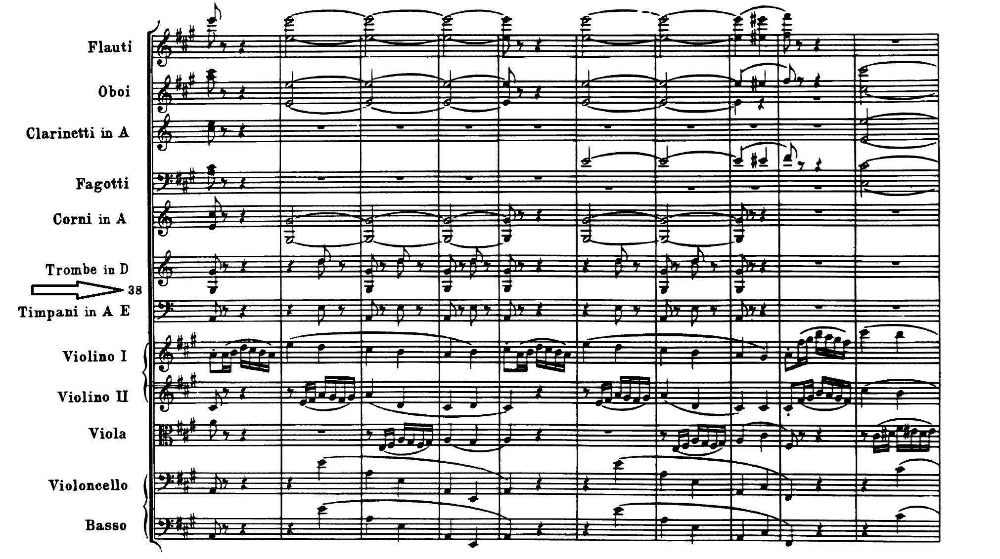 Flauti
Oboi
Clarinetti in A
Fagotti
Corni in A
Trombe in D
38
Timpani in A E
Violino I
Violino II
Viola
Violoncello
Basso